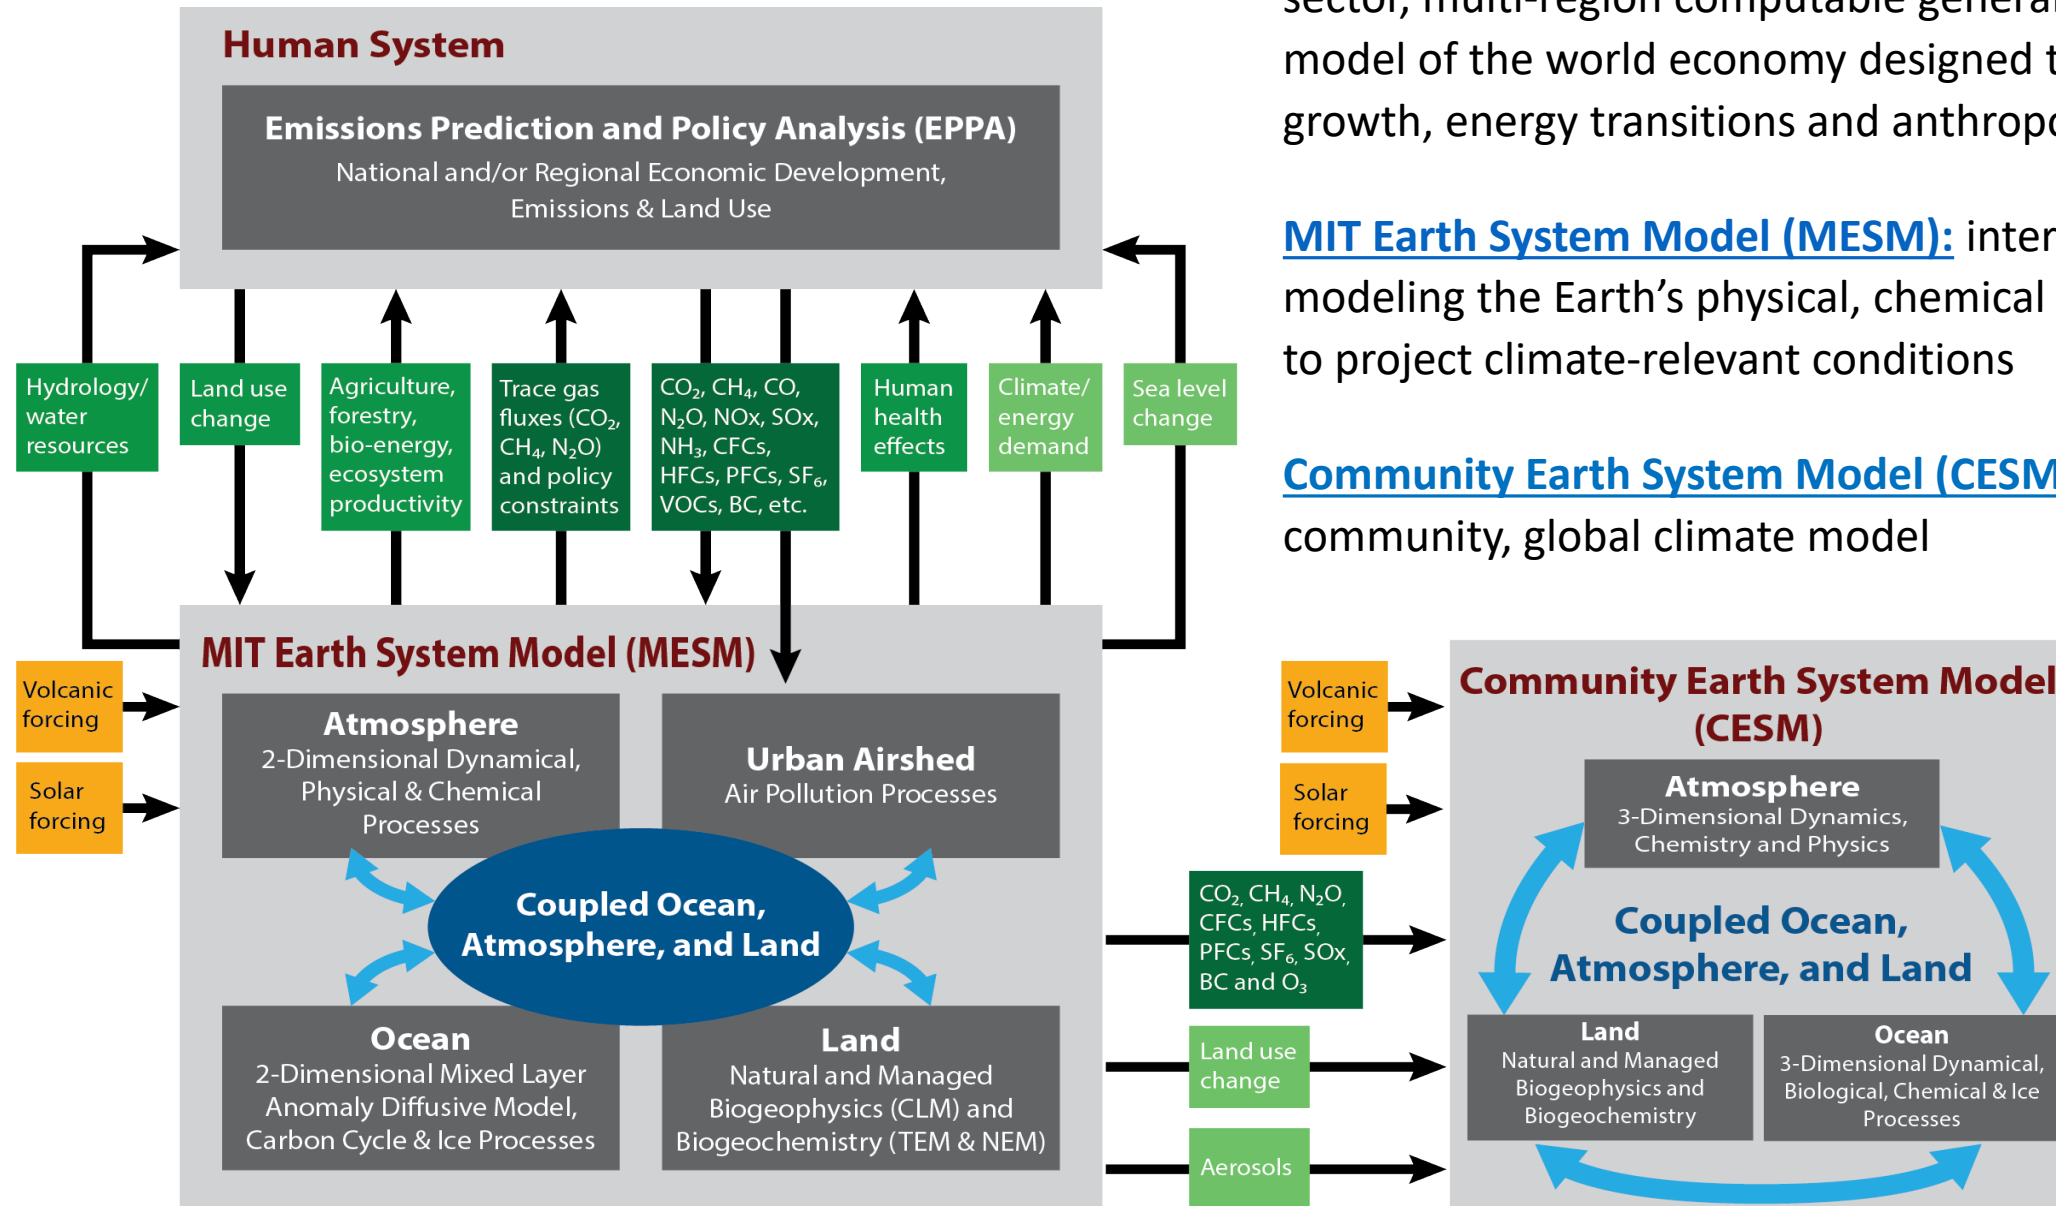 Human System
Emissions Prediction and Policy Analysis (EPPA)
National and/or Regional Economic Development,
Emissions & Land Use
Hydrology/
water
resources
Land use
change
Agriculture,
forestry,
bio-energy,
ecosystem
productivity
Trace gas
fluxes (CO₂,
CH₄, N₂O)
and policy
constraints
CO₂, CH₄, CO,
N₂O, NOx, SOx,
NH₃, CFCs,
HFCs, PFCs, SF₆,
VOCs, BC, etc.
Human
health
effects
Climate/
energy
demand
Sea level
change
MIT Earth System Model (MESM)
Volcanic
forcing
Solar
forcing
Atmosphere
2-Dimensional Dynamical,
Physical & Chemical
Processes
Urban Airshed
Air Pollution Processes
Coupled Ocean,
Atmosphere, and Land
Ocean
2-Dimensional Mixed Layer
Anomaly Diffusive Model,
Carbon Cycle & Ice Processes
Land
Natural and Managed
Biogeophysics (CLM) and
Biogeochemistry (TEM & NEM)
sector, multi-region computable general
model of the world economy designed t
growth, energy transitions and anthropo
MIT Earth System Model (MESM): inter
modeling the Earth’s physical, chemical
to project climate-relevant conditions
Community Earth System Model (CESM
community, global climate model
Volcanic
forcing
Solar
forcing
CO₂, CH₄, N₂O,
CFCs, HFCs,
PFCs, SF₆, SOx,
BC and O₃
Land use
change
Aerosols
Community Earth System Model
(CESM)
Atmosphere
3-Dimensional Dynamics,
Chemistry and Physics
Coupled Ocean,
Atmosphere, and Land
Land
Natural and Managed
Biogeophysics and
Biogeochemistry
Ocean
3-Dimensional Dynamical,
Biological, Chemical & Ice
Processes